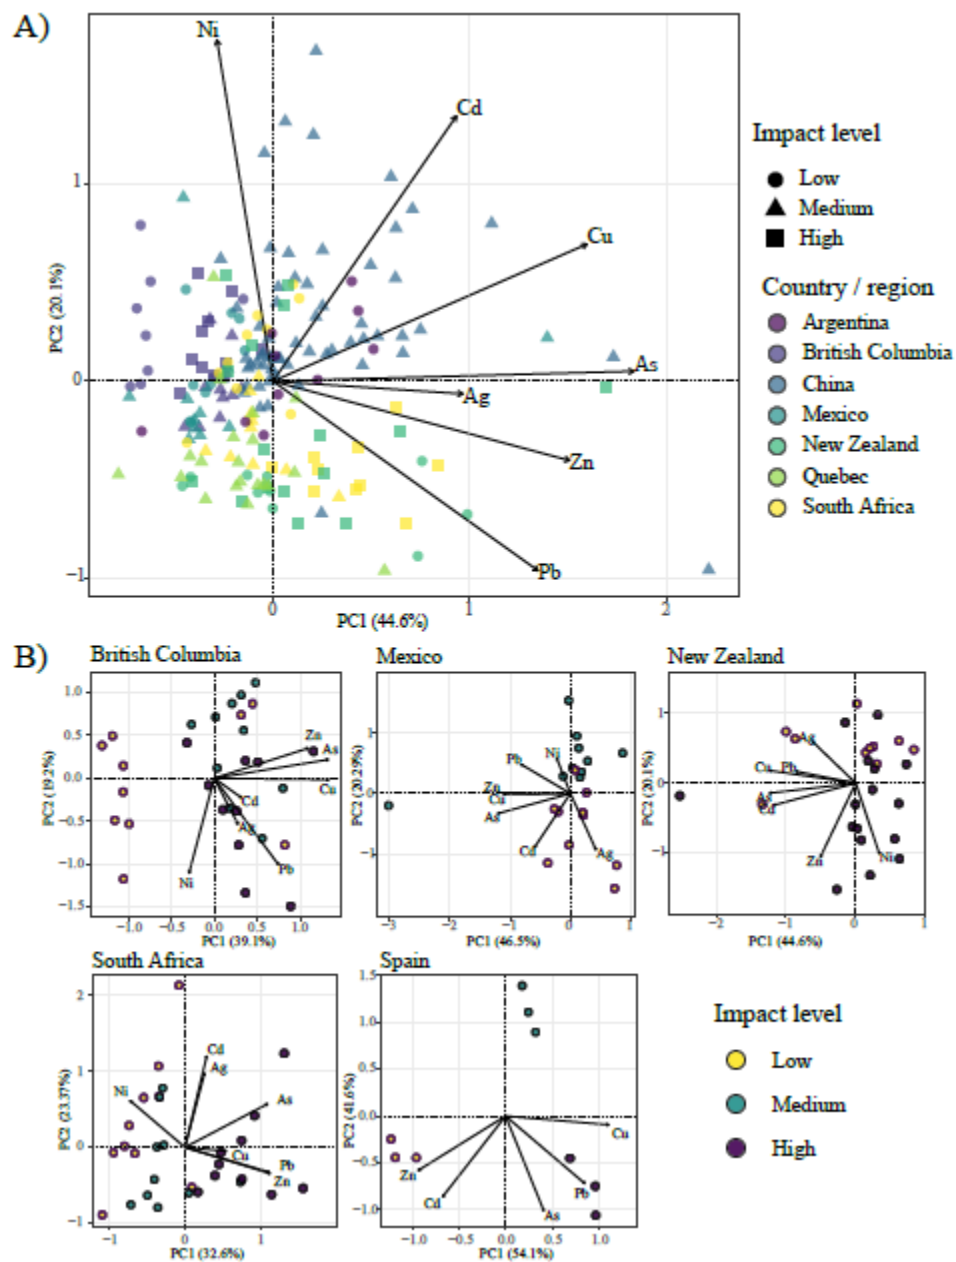 A)
Ni
Cd
Cu
As
Ag
Zn
Pb
1
0
−1
PC2 (20.1%)
0
1
2
PC1 (44.6%)
Impact level
Low
Medium
High
Country / region
Argentina
British Columbia
China
Mexico
New Zealand
Quebec
South Africa
B)
British Columbia
1.0
0.5
0.0
−0.5
−1.0
−1.5
PC2 (19.2%)
Zn
As
Cu
Cd
Ag
Pb
Ni
−1.0
−0.5
0.0
0.5
1.0
PC1 (39.1%)
Mexico
1
0
−1
PC2 (20.29%)
Ni
Pb
Zn
Cu
As
Cd
Ag
−3
−2
−1
0
1
PC1 (46.5%)
New Zealand
1
0
−1
PC2 (20.1%)
Ag
Cu
Pb
As
Cd
Zn
Ni
−2
−1
0
1
PC1 (44.6%)
South Africa
2
1
0
−1
PC2 (23.37%)
Cd
Ag
Ni
As
Cu
Pb
Zn
−1
0
1
PC1 (32.6%)
Spain
1.5
1.0
0.5
0.0
−0.5
−1.0
PC2 (41.6%)
Cu
Zn
Cd
Pb
As
−1.0
−0.5
0.0
0.5
1.0
PC1 (54.1%)
Impact level
Low
Medium
High